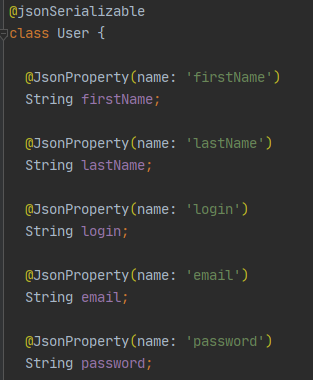 @jsonSerializable
class User {
@JsonProperty(name: 'firstName')
String firstName;
@JsonProperty(name: 'lastName')
String lastName;
@JsonProperty(name: 'login')
String login;
@JsonProperty(name: 'email')
String email;
@JsonProperty(name: 'password')
String password;